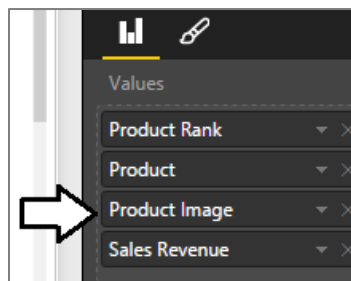 Values
Product Rank
Product
Product Image
Sales Revenue